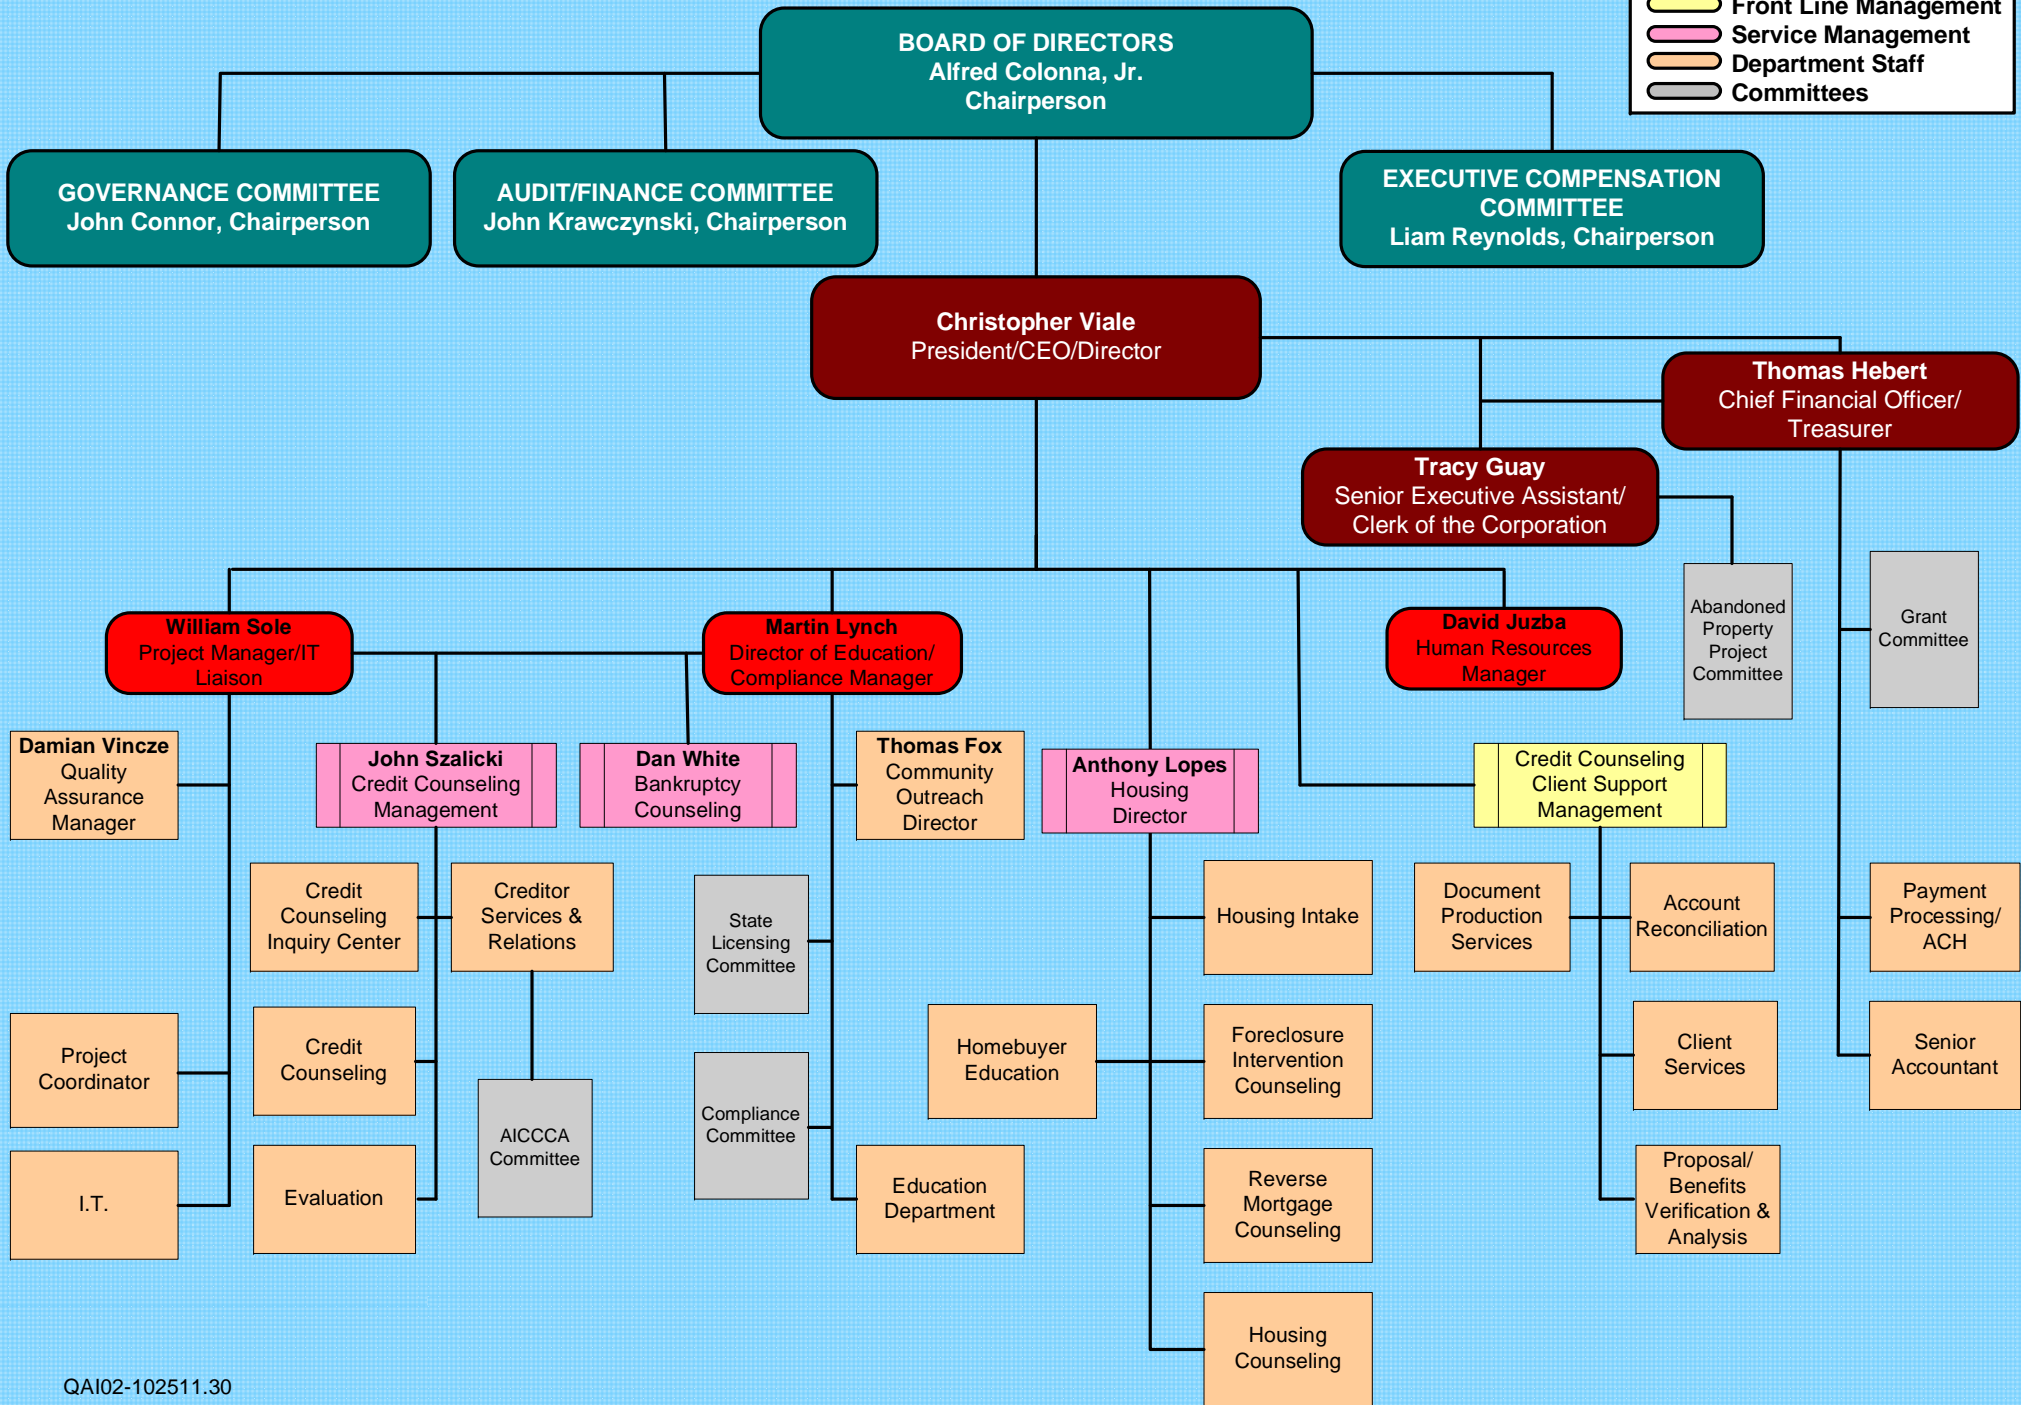 Front Line Management
Service Management
Department Staff
Committees
BOARD OF DIRECTORS
Alfred Colonna, Jr.
Chairperson
GOVERNANCE COMMITTEE
John Connor, Chairperson
AUDIT/FINANCE COMMITTEE
John Krawczynski, Chairperson
EXECUTIVE COMPENSATION
COMMITTEE
Liam Reynolds, Chairperson
Christopher Viale
President/CEO/Director
Thomas Hebert
Chief Financial Officer/
Treasurer
Tracy Guay
Senior Executive Assistant/
Clerk of the Corporation
William Sole
Project Manager/IT
Liaison
Martin Lynch
Director of Education/
Compliance Manager
David Juzba
Human Resources
Manager
Abandoned
Property
Project
Committee
Grant
Committee
Damian Vincze
Quality
Assurance
Manager
John Szalicki
Credit Counseling
Management
Dan White
Bankruptcy
Counseling
Thomas Fox
Community
Outreach
Director
Anthony Lopes
Housing
Director
Credit Counseling
Client Support
Management
Credit
Counseling
Inquiry Center
Creditor
Services &
Relations
State
Licensing
Committee
Housing Intake
Document
Production
Services
Account
Reconciliation
Payment
Processing/
ACH
Project
Coordinator
Credit
Counseling
AICCCA
Committee
Compliance
Committee
Homebuyer
Education
Foreclosure
Intervention
Counseling
Client
Services
Senior
Accountant
I.T.
Evaluation
Education
Department
Reverse
Mortgage
Counseling
Proposal/
Benefits
Verification &
Analysis
Housing
Counseling
QAI02-102511.30